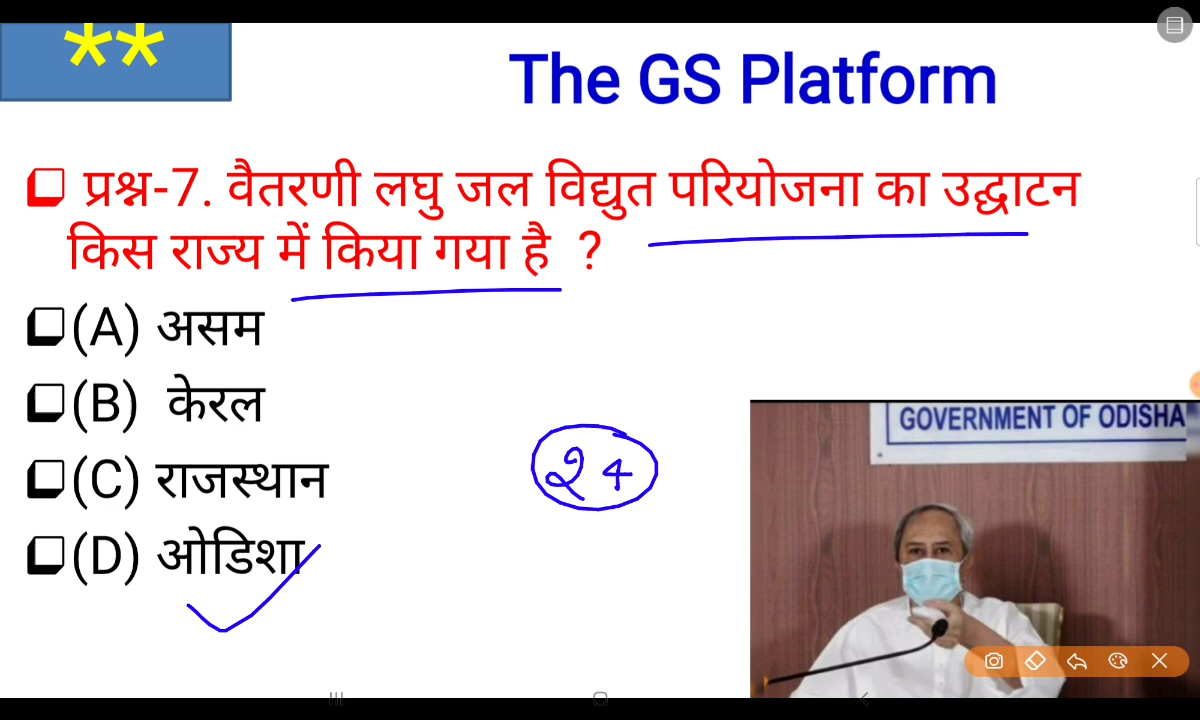 **
The GS Platform
❑ प्रश्न-7. वैतरणी लघु जल विद्युत परियोजना का उद्घाटन
किस राज्य में किया गया है ?
❑(A) असम
❑(B) केरल
❑(C) राजस्थान
❑(D) ओडिशा
24
GOVERNMENT OF ODISHA